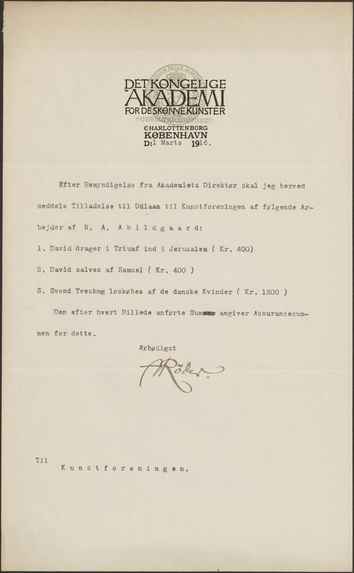 DET KONGELIGE
AKADEMI
FOR DE SKØNNE KUNSTER
CHARLOTTENBORG
KØBENHAVN
D: 1 Marts 1916.
Efter Bemyndigelse fra Akademiets Direktør skal jeg herved
meddele Tilladelse til Udlaan til Kunstforeningen af følgende Ar-
bejder af N. A. Abildgaard:
1. David drager i Triumf ind i Jerusalem ( Kr. 400)
2. David salves af Samuel ( Kr. 400 )
3. Svend Tveskæg løskøbes af de danske Kvinder ( Kr. 1200 )
Den efter hvert Billede anførte angiver Assurancesum-
men for dette.
Ærbødigst
Til
Kunstforeningen.